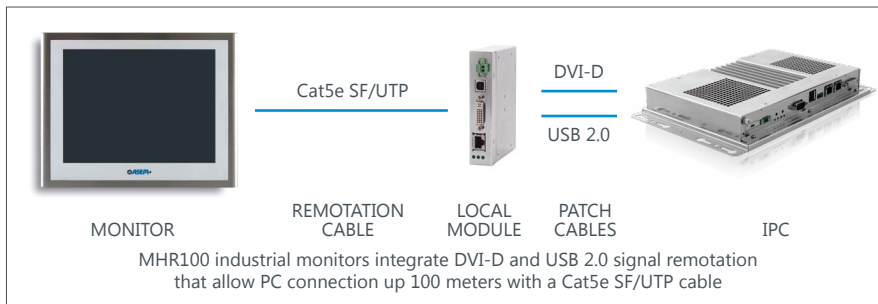 Cat5e SF/UTP
DVI-D
USB 2.0
ASEM
MONITOR
REMOTATION
CABLE
LOCAL
MODULE
PATCH
CABLES
IPC
MHR100 industrial monitors integrate DVI-D and USB 2.0 signal remotation
that allow PC connection up 100 meters with a Cat5e SF/UTP cable